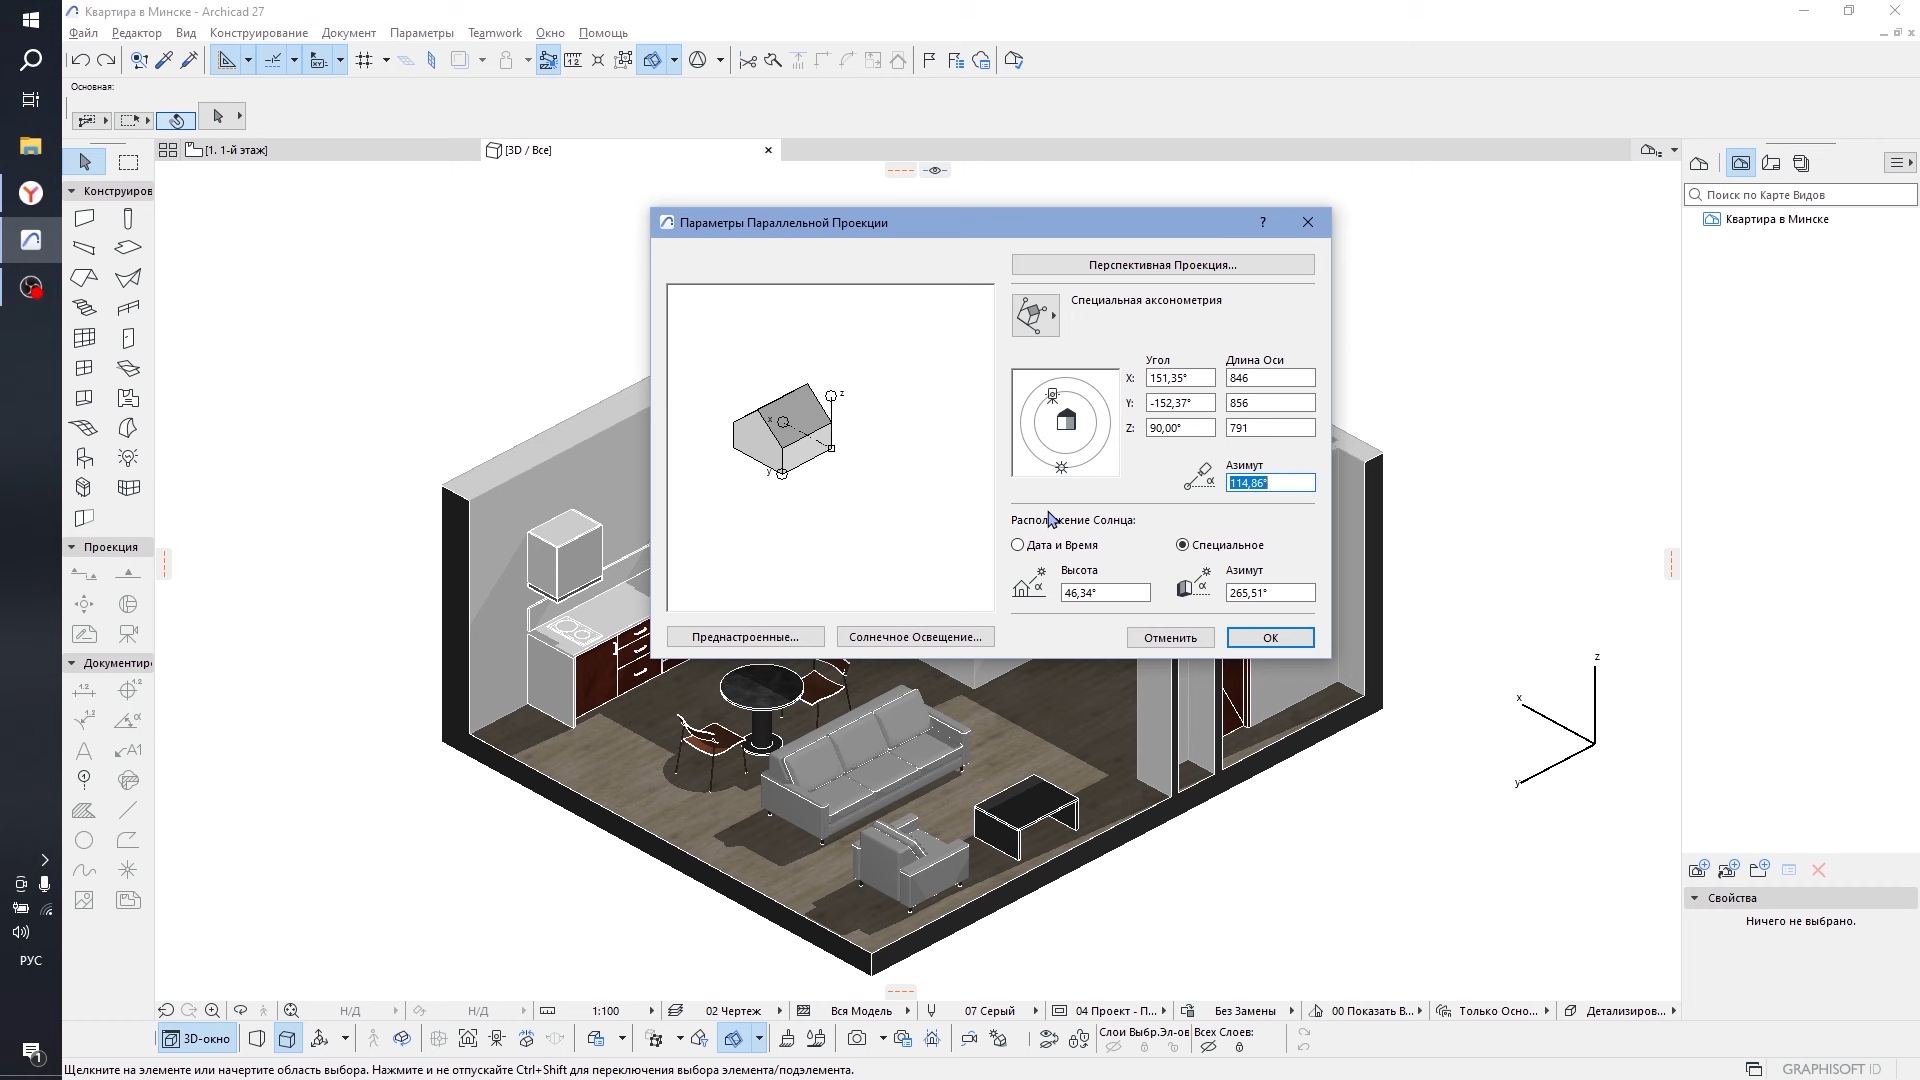 Квартира в Минске - Archicad 27
Файл Редактор Вид Конструирование Документ Параметры Teamwork Окно Помощь
Основная:
[1. 1-й этаж]
[3D / Все]
Конструиров
Проекция
Документир
Параметры Параллельной Проекции
?
Перспективная Проекция...
Специальная аксонометрия
Угол Длина Оси
X: 151,35° 846
Y: -152,37° 856
Z: 90,00° 791
Азимут
114,86°
Расположение Солнца:
Дата и Время Специальное
Высота Азимут
46,34° 265,51°
Преднастроенные... Солнечное Освещение... Отменить ОК
z
x
y
z
x
y
Поиск по Карте Видов
Квартира в Минске
Свойства
Ничего не выбрано.
РУС
1
Н/Д Н/Д 1:100 02 Чертеж Вся Модель 07 Серый 04 Проект - П... Без Замены 00 Показать В... Только Осно... Детализиров...
3D-окно
Слои Выбр.Эл-ов Всех Слоев:
Щелкните на элементе или начертите область выбора. Нажмите и не отпускайте Ctrl+Shift для переключения выбора элемента/подэлемента.
GRAPHISOFT ID